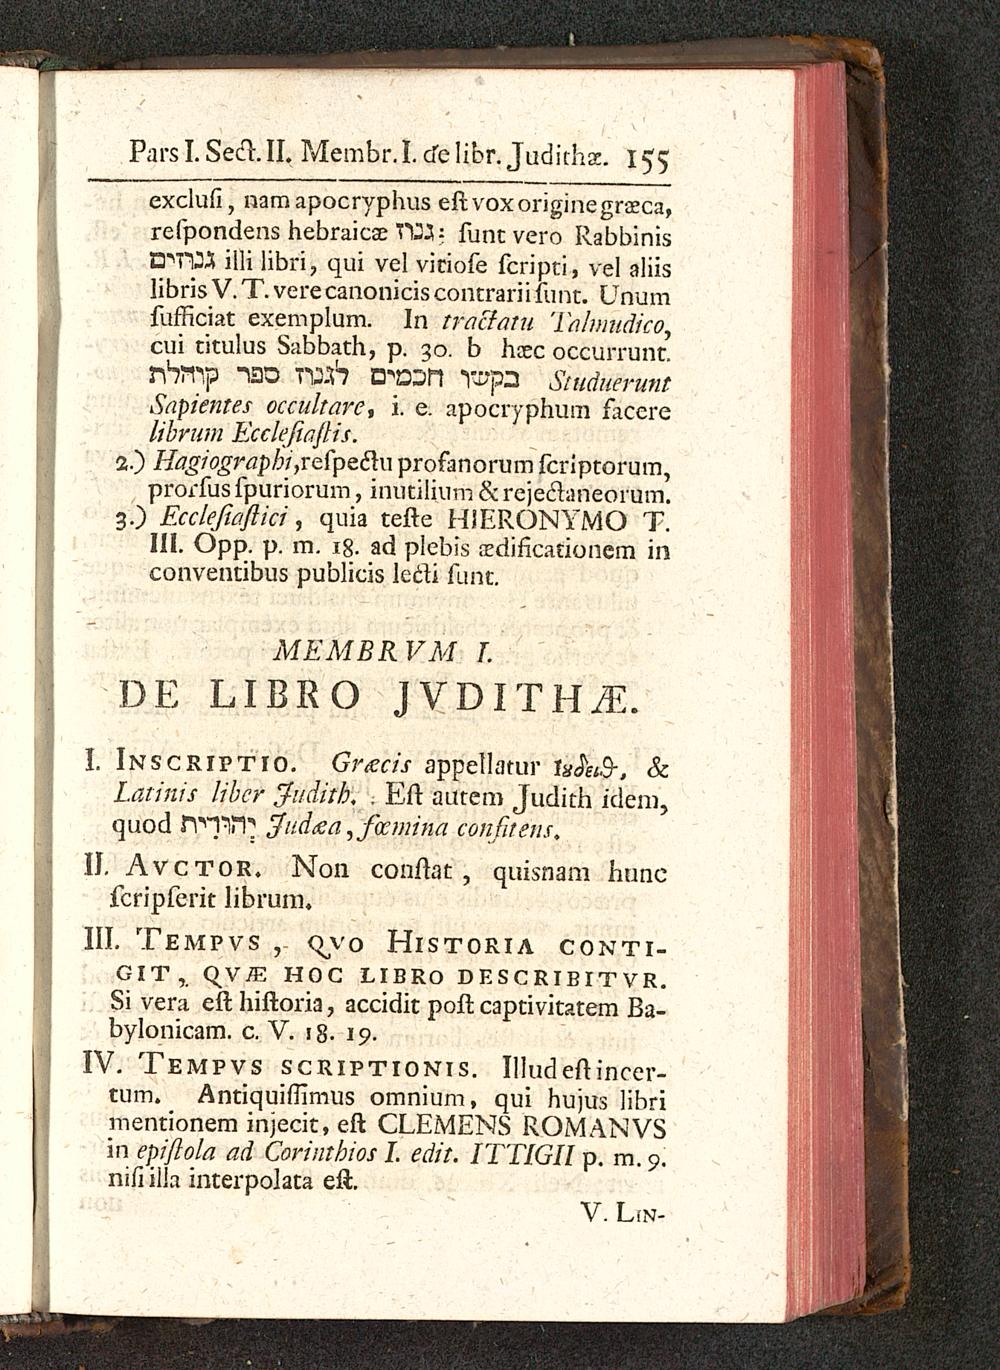 Pars I. Sect. II. Membr. I. de libr. Judithæ. 155
exclusi, nam apocryphus est vox origine græca,
respondens hebraicæ גנוז: sunt vero Rabbinis
גנוזים illi libri, qui vel vitiose scripti, vel aliis
libris V. T. vere canonicis contrarii sunt. Unum
sufficiat exemplum. In tractatu Talmudico,
cui titulus Sabbath, p. 30. b hæc occurrunt.
בקשו חכמים לגנוז ספר קוהלת Studuerunt
Sapientes occultare, i. e. apocryphum facere
librum Ecclesiastis.
2.) Hagiographi, respectu profanorum scriptorum,
prorsus spuriorum, inutilium & rejectaneorum.
3.) Ecclesiastici, quia teste HIERONYMO T.
III. Opp. p. m. 18. ad plebis ædificationem in
conventibus publicis lecti sunt.
MEMBRVM I.
DE LIBRO JVDITHÆ.
I. INSCRIPTIO. Græcis appellatur Ιȣδειθ, &
Latinis liber Judith. Est autem Judith idem,
quod יְהוּדִית Judæa, fœmina confitens.
II. AVCTOR. Non constat, quisnam hunc
scripserit librum.
III. TEMPVS, QVO HISTORIA CONTI-
GIT, QVÆ HOC LIBRO DESCRIBITVR.
Si vera est historia, accidit post captivitatem Ba-
bylonicam. c. V. 18. 19.
IV. TEMPVS SCRIPTIONIS. Illud est incer-
tum. Antiquissimus omnium, qui hujus libri
mentionem injecit, est CLEMENS ROMANVS
in epistola ad Corinthios I. edit. ITTIGII p. m. 9.
nisi illa interpolata est.
V. LIN-